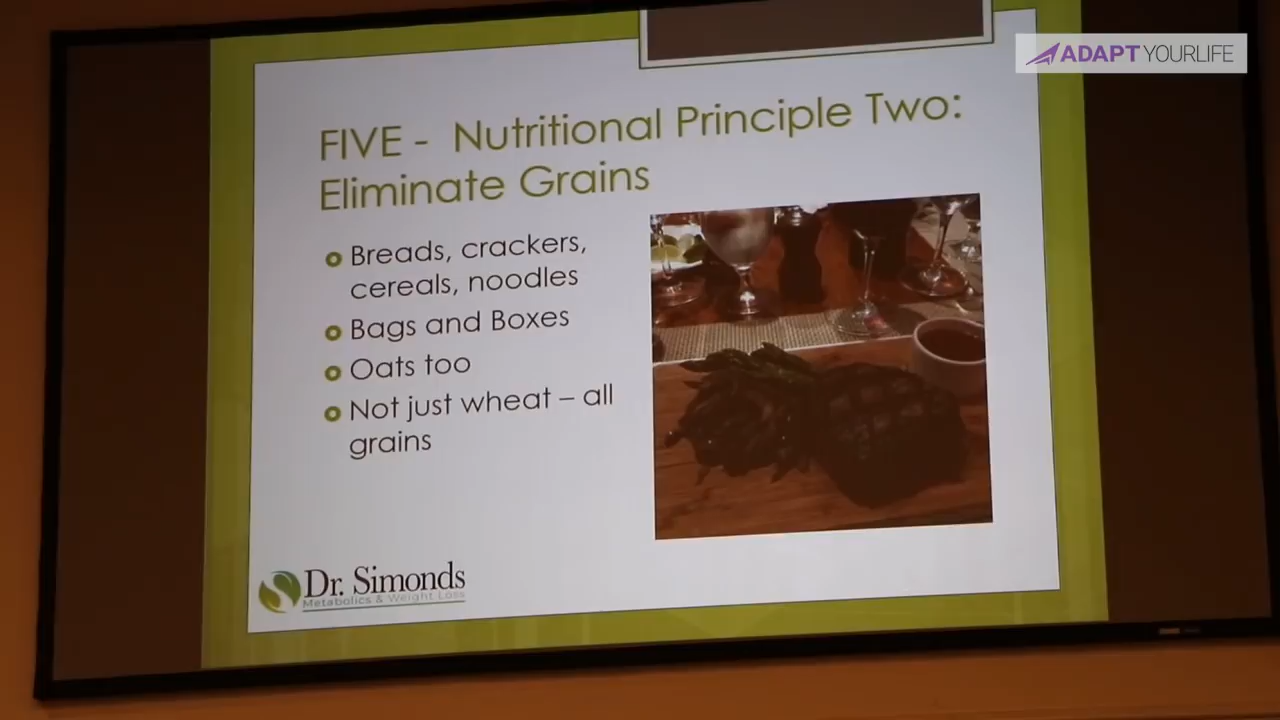 ADAPT YOURLIFE
FIVE - Nutritional Principle Two:
Eliminate Grains
Breads, crackers,
cereals, noodles
Bags and Boxes
Oats too
Not just wheat – all
grains
Dr. Simonds
Metabolics & Weight Loss